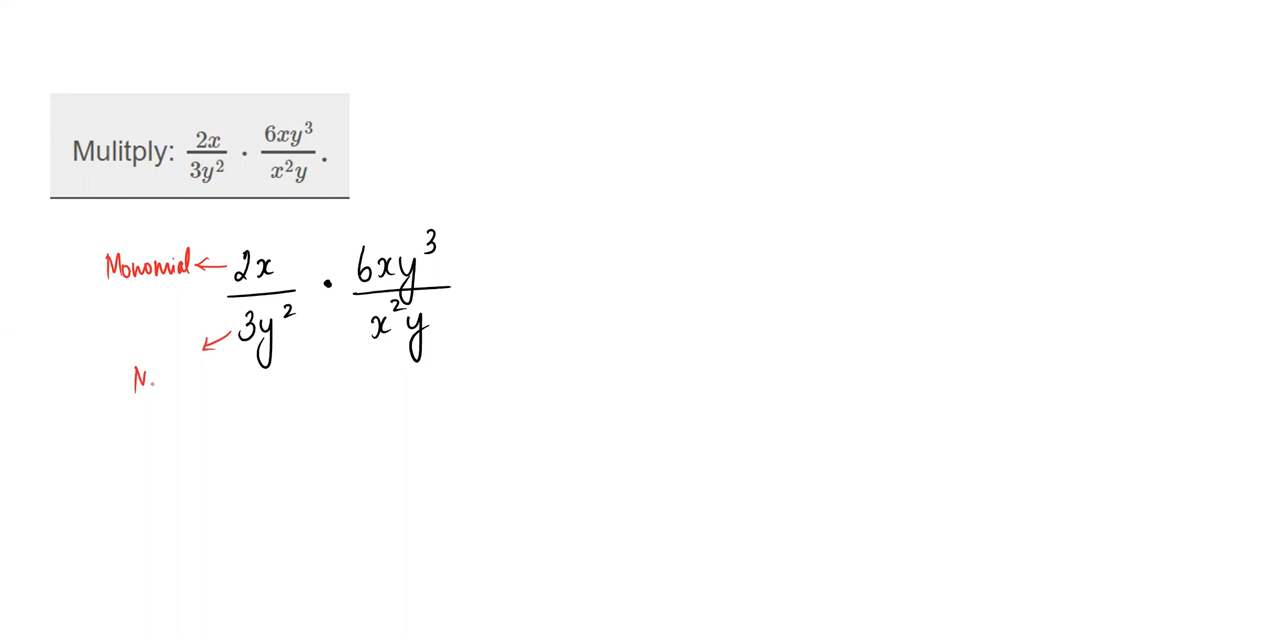 Mulitply: 2x/3y² · 6xy³/x²y.
Monomial ← 2x/3y² · 6xy³/x²y